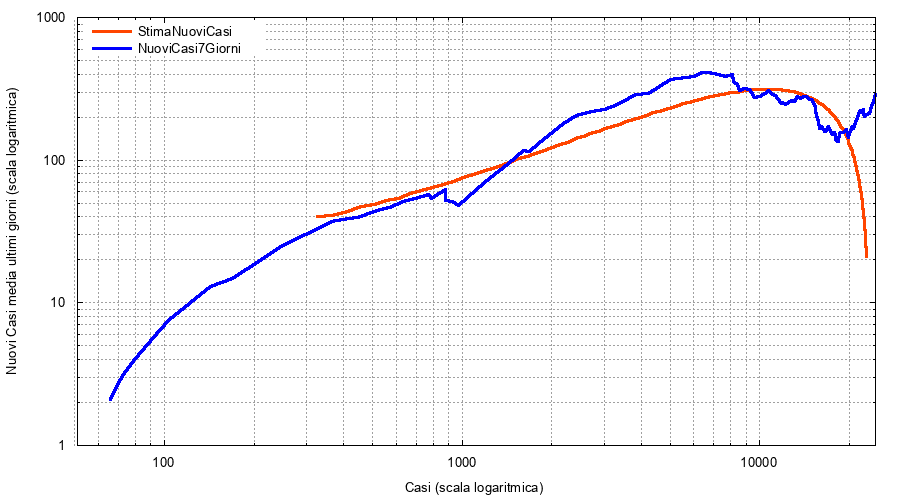 StimaNuoviCasi
NuoviCasi7Giorni
Nuovi Casi media ultimi giorni (scala logaritmica)
1000
100
10
1
100
1000
10000
Casi (scala logaritmica)